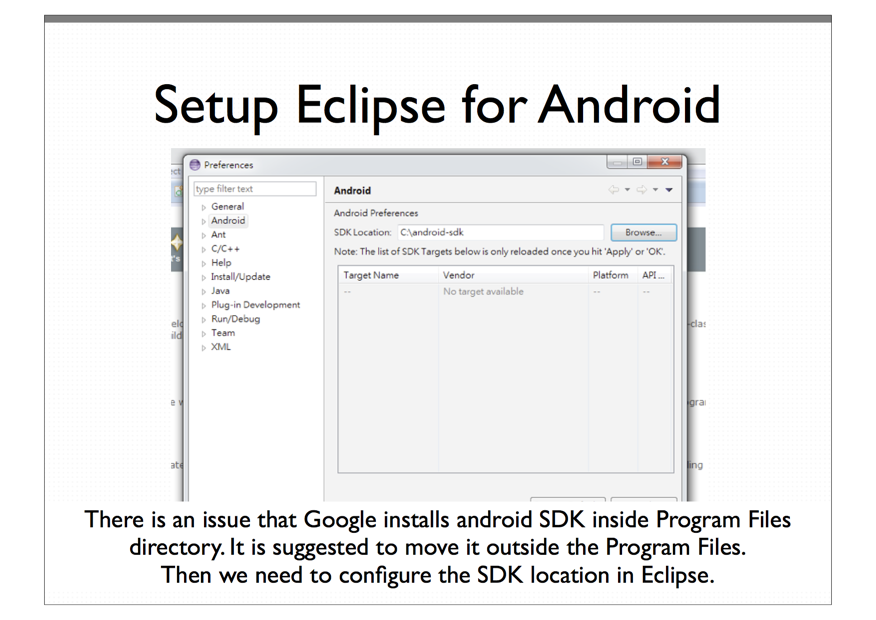 Setup Eclipse for Android
Preferences
type filter text
General
Android
Ant
C/C++
Help
Install/Update
Java
Plug-in Development
Run/Debug
Team
XML
Android
Android Preferences
SDK Location: C:\android-sdk Browse...
Note: The list of SDK Targets below is only reloaded once you hit 'Apply' or 'OK'.
Target Name Vendor Platform API ...
-- No target available -- --
There is an issue that Google installs android SDK inside Program Files
directory. It is suggested to move it outside the Program Files.
Then we need to configure the SDK location in Eclipse.